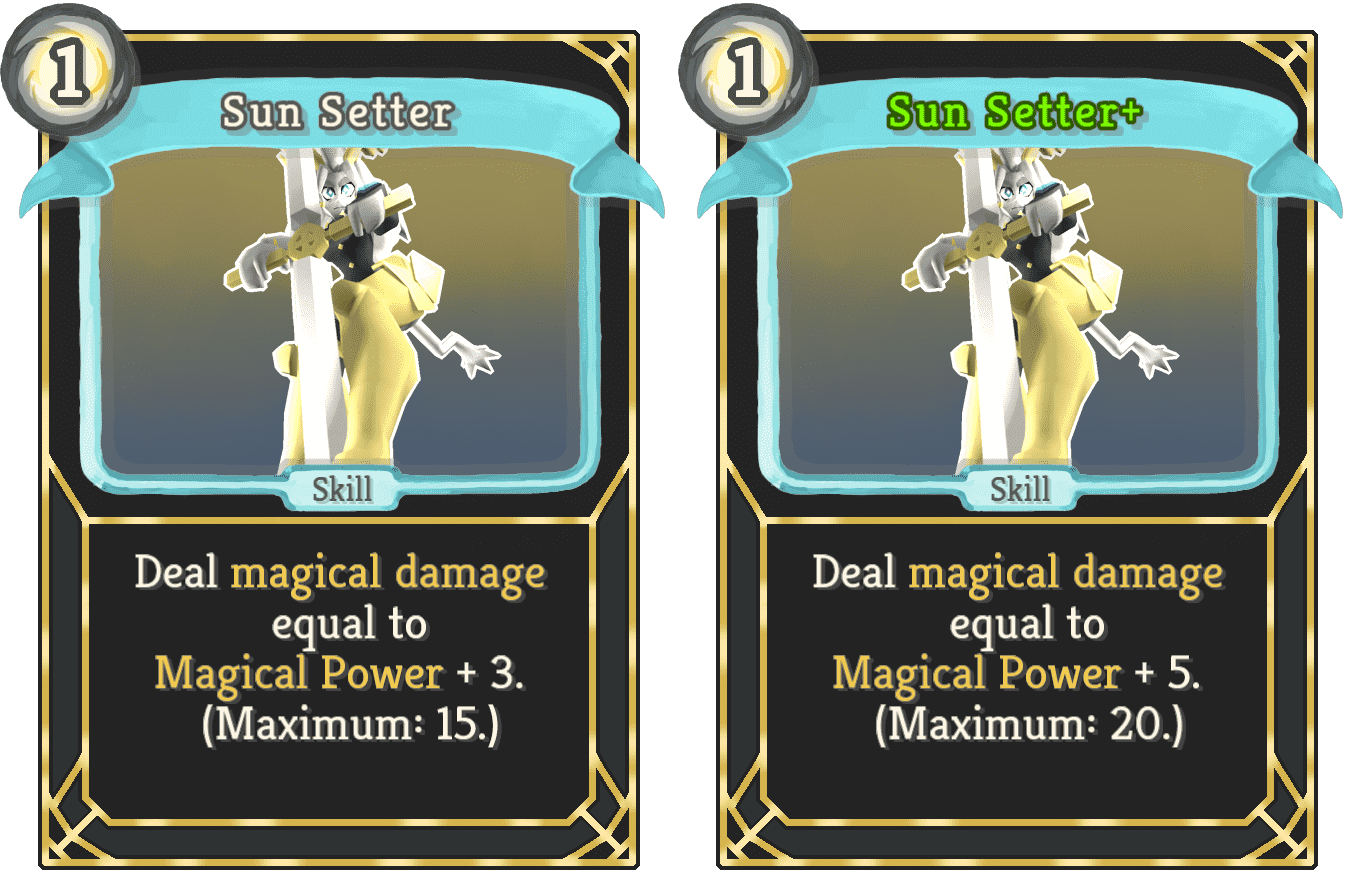 1
Sun Setter
Skill
Deal magical damage
equal to
Magical Power + 3.
(Maximum: 15.)
1
Sun Setter+
Skill
Deal magical damage
equal to
Magical Power + 5.
(Maximum: 20.)